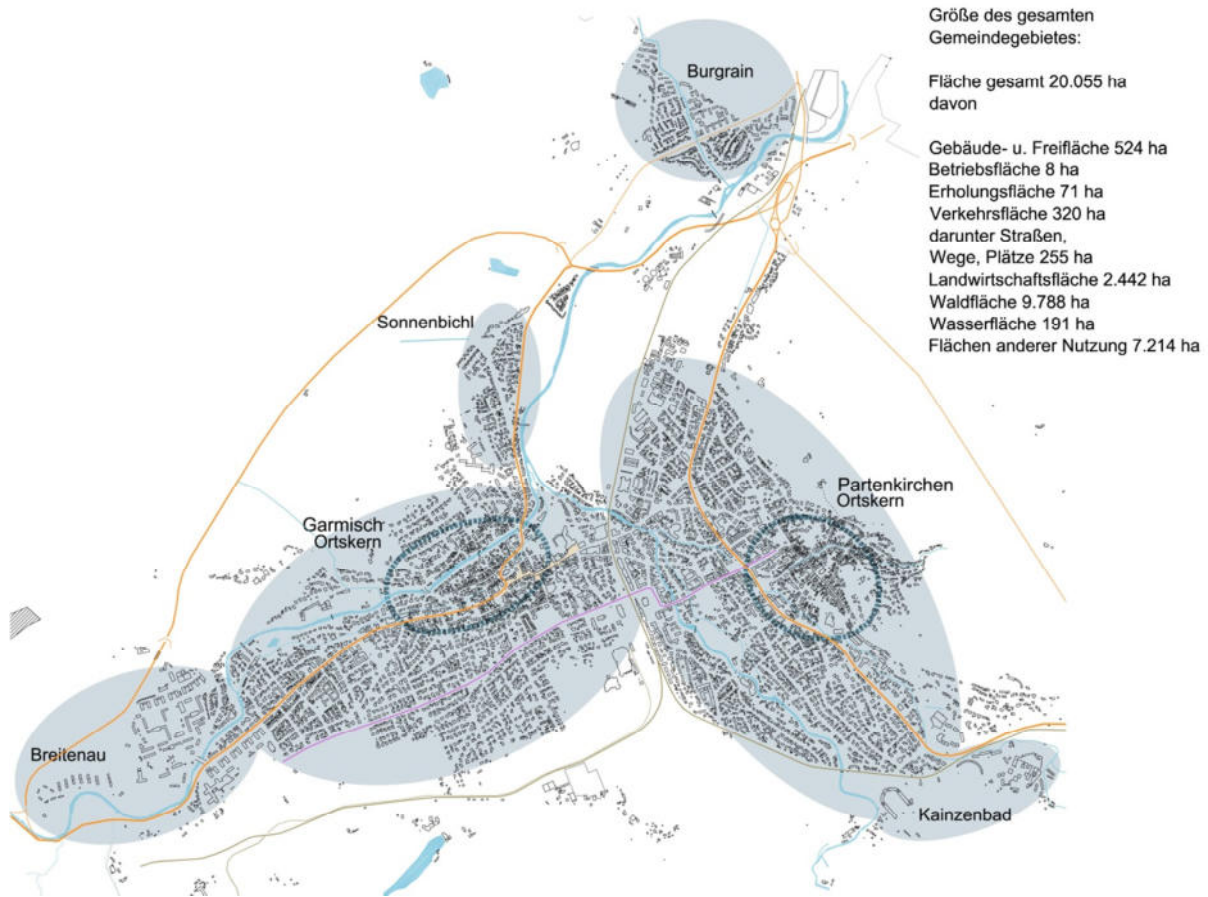 Größe des gesamten
Gemeindegebietes:
Fläche gesamt 20.055 ha
davon
Gebäude- u. Freifläche 524 ha
Betriebsfläche 8 ha
Erholungsfläche 71 ha
Verkehrsfläche 320 ha
darunter Straßen,
Wege, Plätze 255 ha
Landwirtschaftsfläche 2.442 ha
Waldfläche 9.788 ha
Wasserfläche 191 ha
Flächen anderer Nutzung 7.214 ha
Burgrain
Sonnenbichl
Partenkirchen
Ortskern
Garmisch-
Ortskern
Breitenau
Kainzenbad